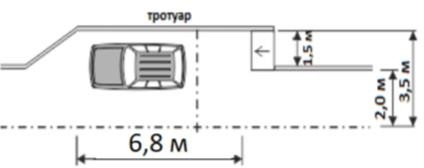 тротуар
1,5 м
2,0 м
3,5 м
6,8 м